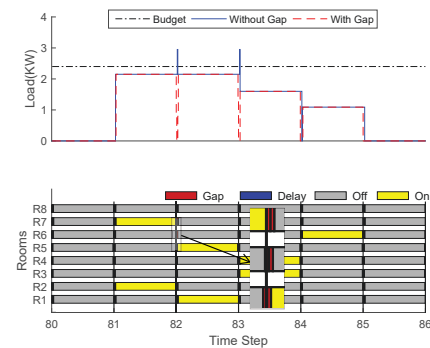 Budget Without Gap With Gap
Load(KW)
4
3
2
1
0
Gap Delay Off On
Rooms
R8
R7
R6
R5
R4
R3
R2
R1
80 81 82 83 84 85 86
Time Step